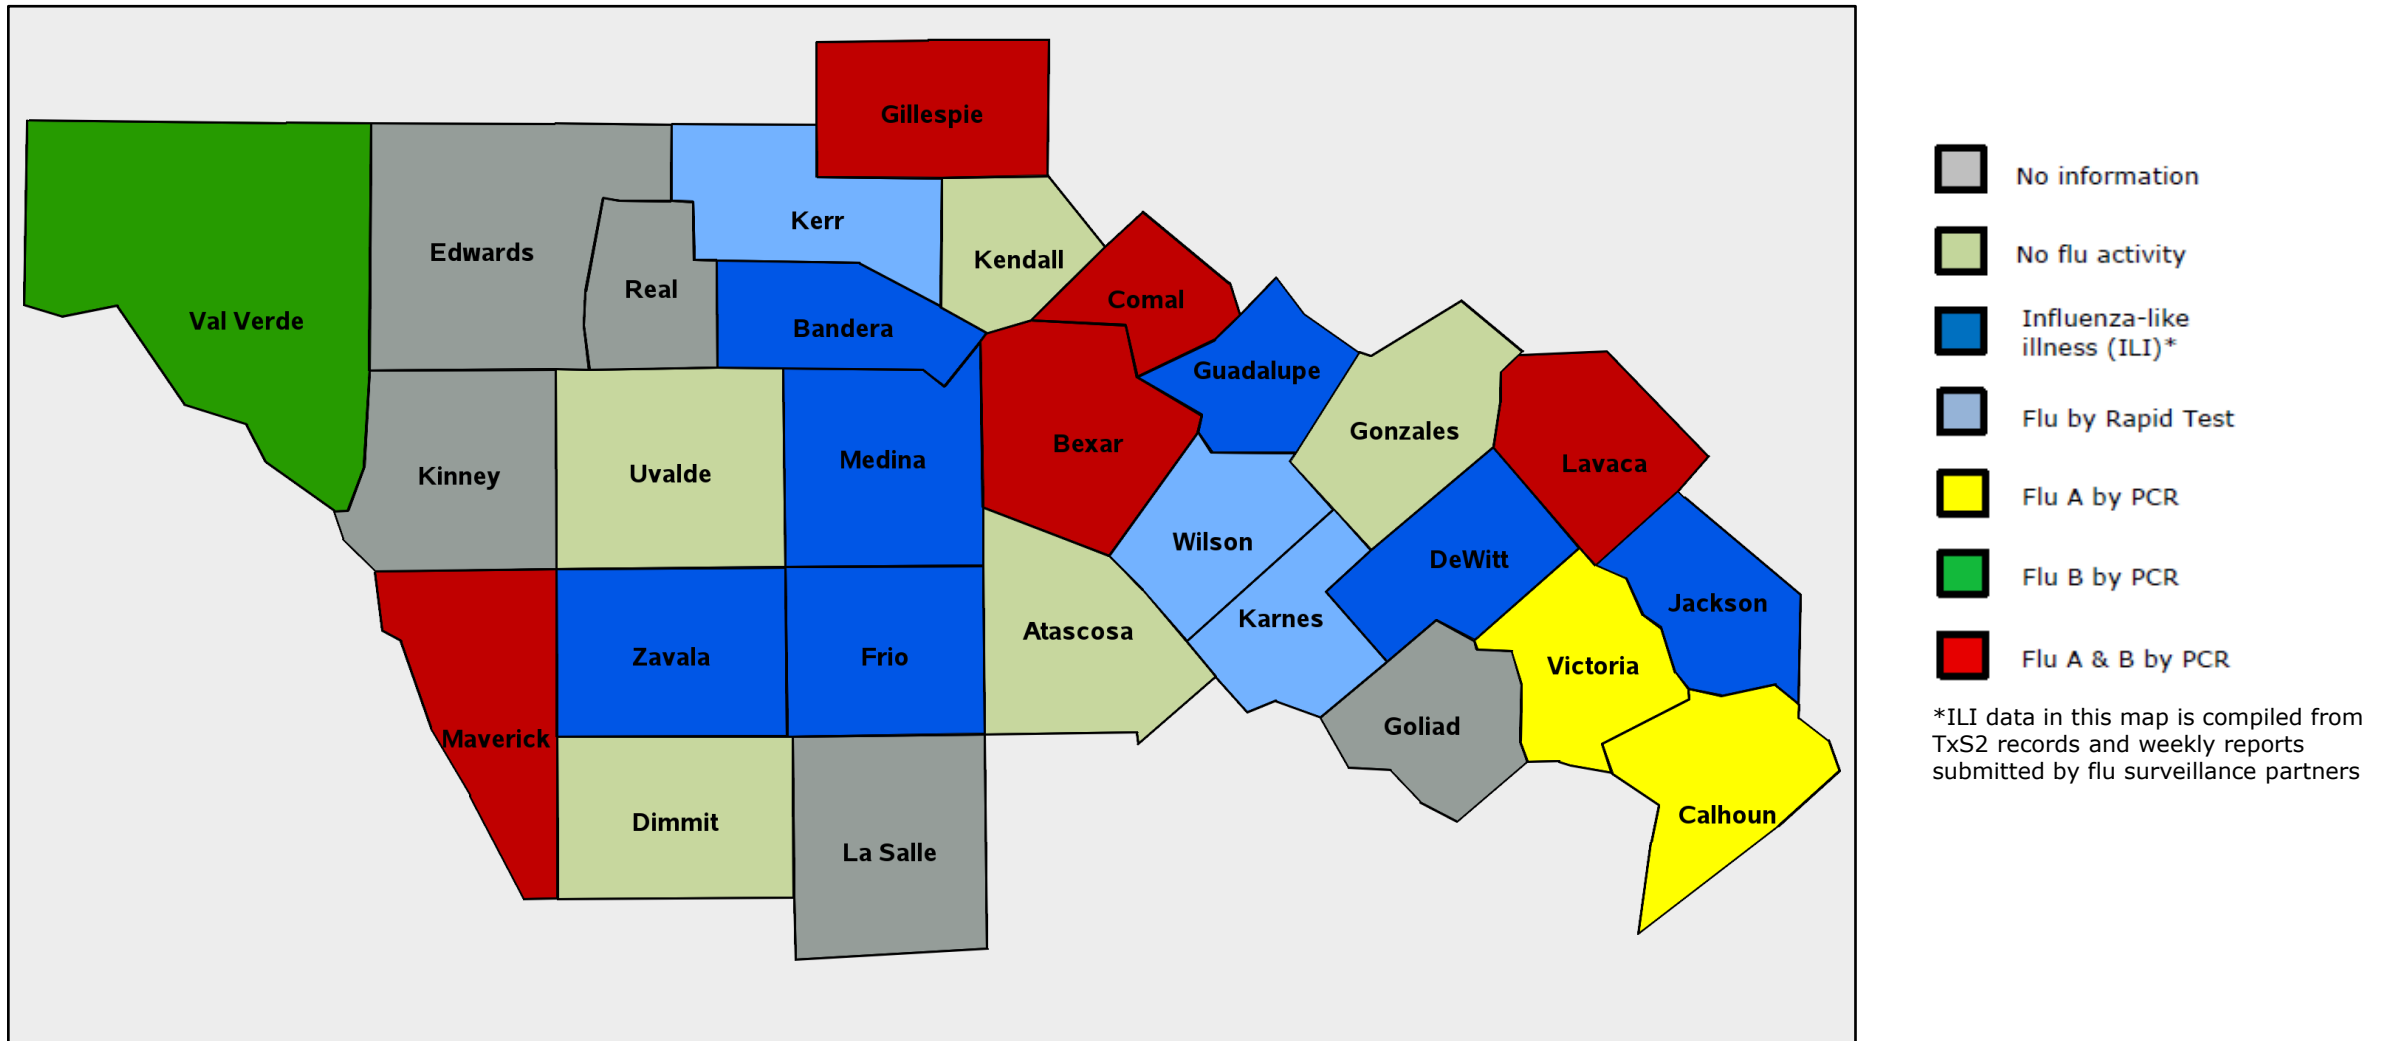 Gillespie
Kerr
Edwards
Kendall
Real
Comal
Val Verde
Bandera
Guadalupe
Gonzales
Bexar
Medina
Lavaca
Uvalde
Kinney
Wilson
DeWitt
Jackson
Karnes
Atascosa
Zavala
Frio
Victoria
Goliad
Maverick
Calhoun
Dimmit
La Salle
No information
No flu activity
Influenza-like
illness (ILI)*
Flu by Rapid Test
Flu A by PCR
Flu B by PCR
Flu A & B by PCR
*ILI data in this map is compiled from
TxS2 records and weekly reports
submitted by flu surveillance partners